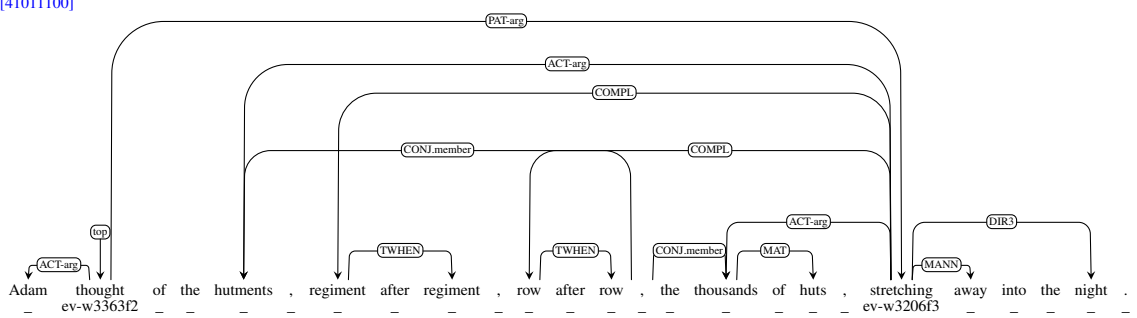 [41011100]
PAT-arg
ACT-arg
COMPL
CONJ.member COMPL
ACT-arg DIR3
top
TWHEN TWHEN CONJ.member MAT
ACT-arg MANN
Adam thought of the hutments , regiment after regiment , row after row , the thousands of huts , stretching away into the night .
_ ev-w3363f2 _ _ _ _ _ _ _ _ _ _ _ _ _ _ _ _ _ ev-w3206f3 _ _ _ _ _